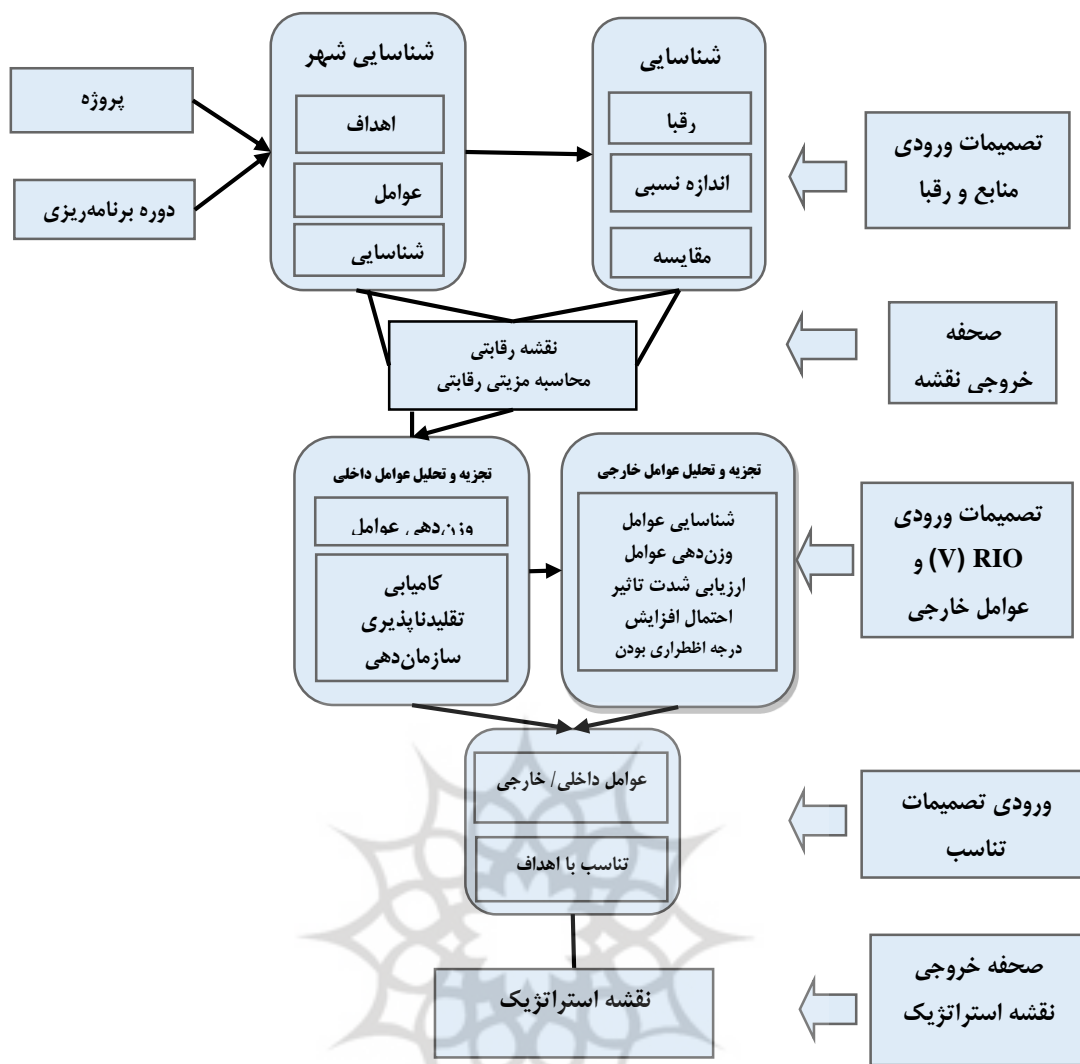 شناسایی شهر
اهداف
عوامل
شناسایی
شناسایی
رقبا
اندازه نسبی
مقایسه
پروژه
دوره برنامه‌ریزی
تصمیمات ورودی
منابع و رقبا
نقشه رقابتی
محاسبه مزیتی رقابتی
صحفه
خروجی نقشه
تجزیه و تحلیل عوامل داخلی
وزن‌دهی عوامل
کامیابی
تقلیدناپذیری
سازمان‌دهی
تجزیه و تحلیل عوامل خارجی
شناسایی عوامل
وزن‌دهی عوامل
ارزیابی شدت تاثیر
احتمال افزایش
درجه اظطراری بودن
تصمیمات ورودی
(V) RIO و
عوامل خارجی
عوامل داخلی/ خارجی
تناسب با اهداف
ورودی تصمیمات
تناسب
نقشه استراتژیک
صحفه خروجی
نقشه استراتژیک